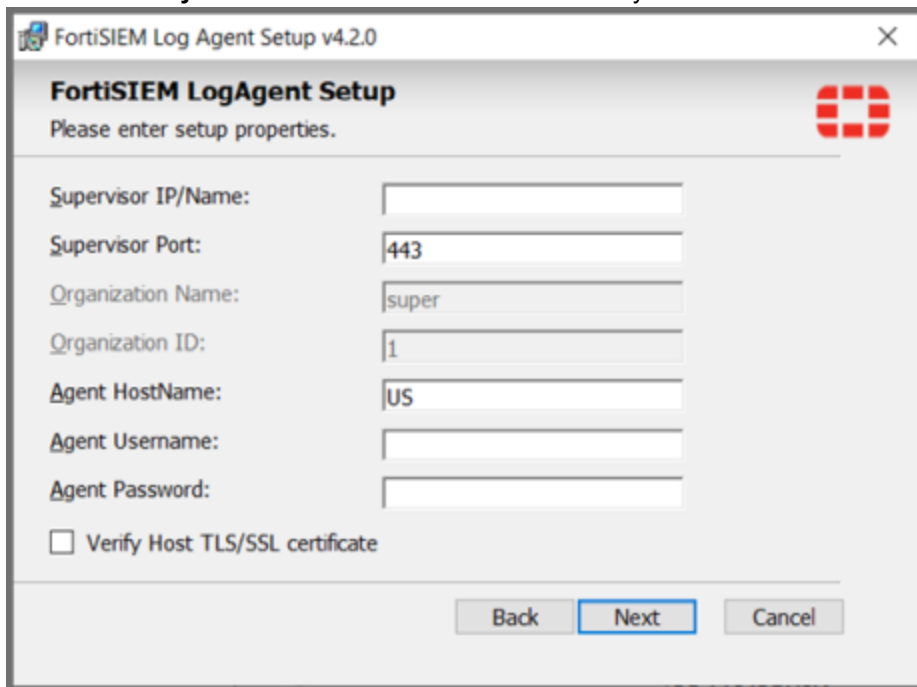 FortiSIEM Log Agent Setup v4.2.0
FortiSIEM LogAgent Setup
Please enter setup properties.
Supervisor IP/Name:
Supervisor Port: 443
Organization Name: super
Organization ID: 1
Agent HostName: US
Agent Username:
Agent Password:
Verify Host TLS/SSL certificate
Back Next Cancel